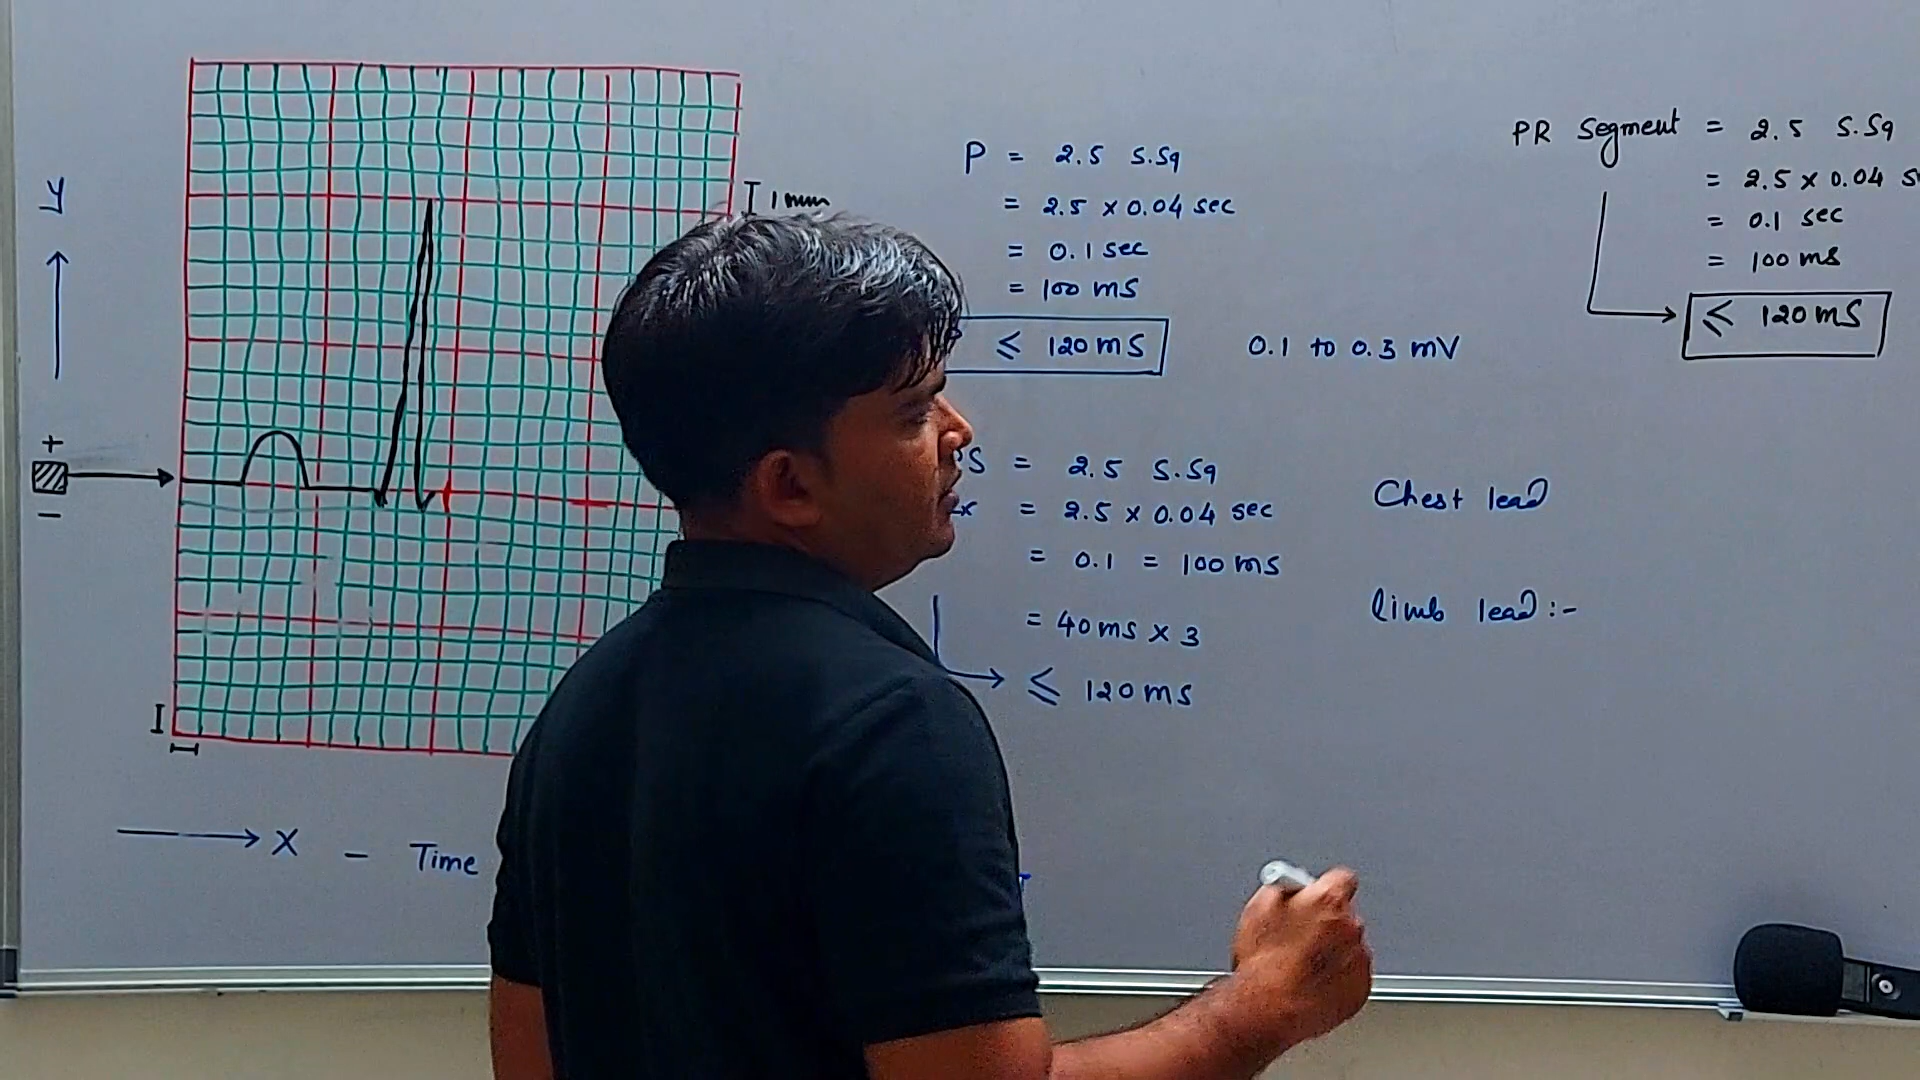 y
I 1 mm
+
−
I
X - Time
P = 2.5 S.Sq
= 2.5 x 0.04 sec
= 0.1 sec
= 100 ms
≤ 120 ms
0.1 to 0.3 mV
S = 2.5 S.Sq
= 2.5 x 0.04 sec
= 0.1 = 100 ms
= 40 ms x 3
≤ 120 ms
Chest lead
limb lead :-
PR Segment = 2.5 S.Sq
= 2.5 x 0.04 s
= 0.1 sec
= 100 ms
≤ 120 ms